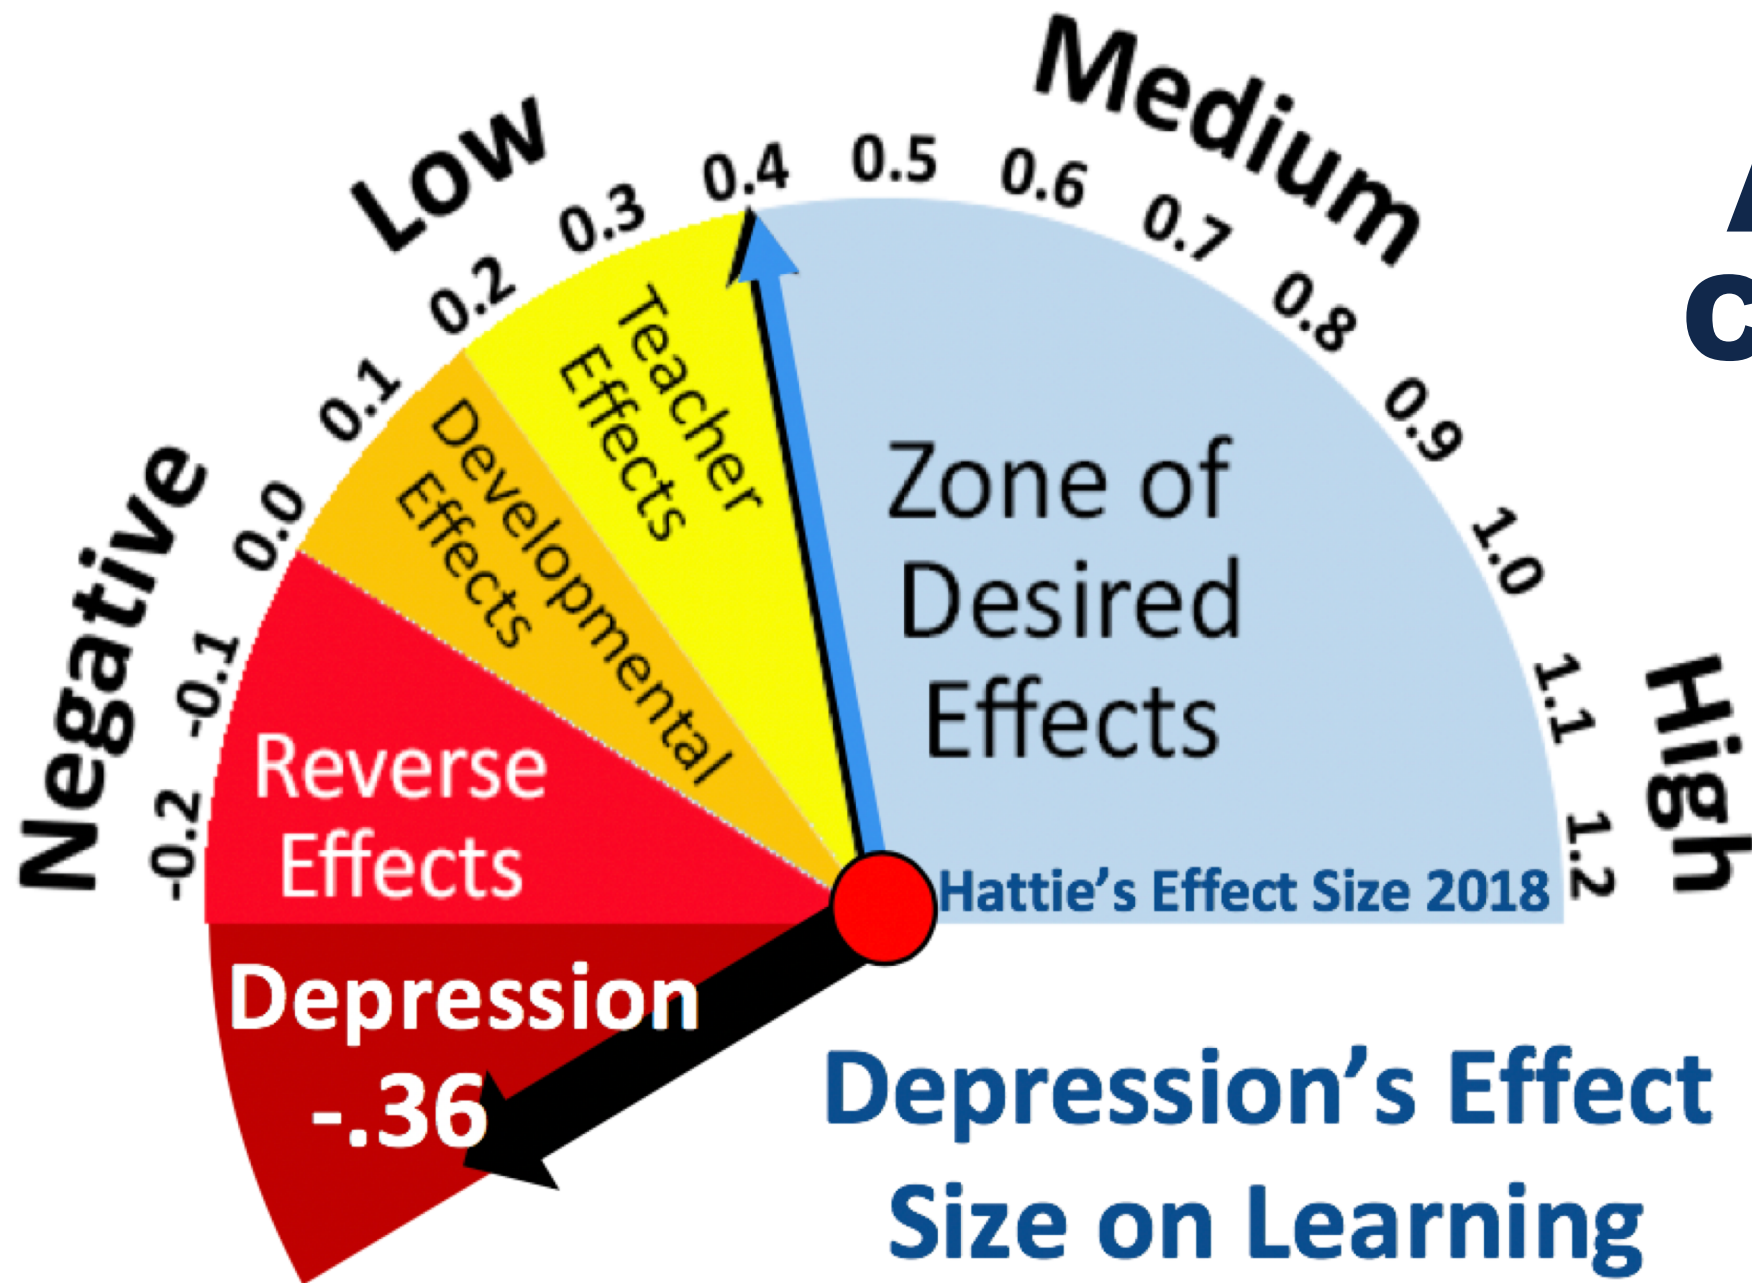 Negative
Low
Medium
High
-0.2
-0.1
0.0
0.1
0.2
0.3
0.4
0.5
0.6
0.7
0.8
0.9
1.0
1.1
1.2
Reverse
Effects
Developmental
Effects
Teacher
Effects
Zone of
Desired
Effects
Hattie's Effect Size 2018
Depression
-.36
Depression's Effect
Size on Learning